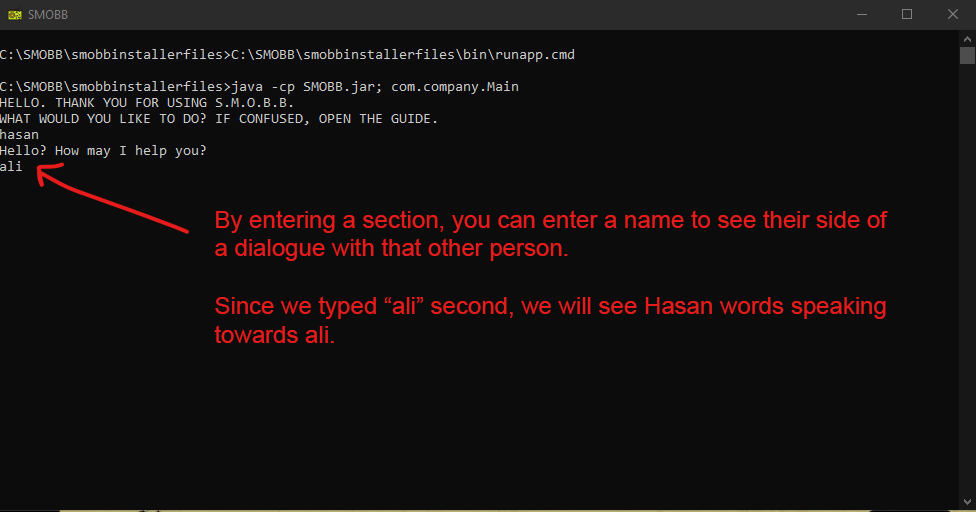 SMOBB
C:\SMOBB\smobbinstallerfiles>C:\SMOBB\smobbinstallerfiles\bin\runapp.cmd
C:\SMOBB\smobbinstallerfiles>java -cp SMOBB.jar; com.company.Main
HELLO. THANK YOU FOR USING S.M.O.B.B.
WHAT WOULD YOU LIKE TO DO? IF CONFUSED, OPEN THE GUIDE.
hasan
Hello? How may I help you?
ali
By entering a section, you can enter a name to see their side of
a dialogue with that other person.
Since we typed “ali” second, we will see Hasan words speaking
towards ali.